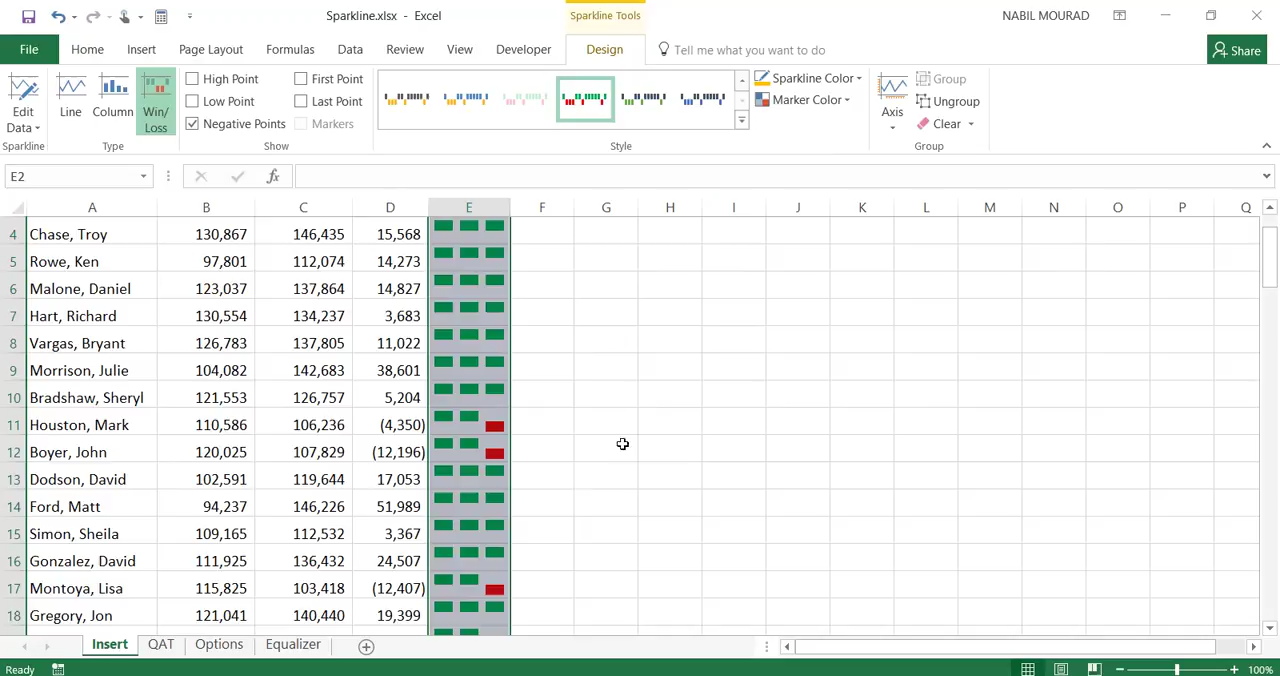 Sparkline.xlsx - Excel
Sparkline Tools
NABIL MOURAD
File Home Insert Page Layout Formulas Data Review View Developer Design Tell me what you want to do Share
Edit Data
Sparkline
Line
Column
Win/ Loss
Type
High Point First Point
Low Point Last Point
Negative Points Markers
Show
Style
Sparkline Color
Marker Color
Axis
Group
Ungroup
Clear
Group
E2 fx
A B C D E F G H I J K L M N O P Q
4 Chase, Troy 130,867 146,435 15,568
5 Rowe, Ken 97,801 112,074 14,273
6 Malone, Daniel 123,037 137,864 14,827
7 Hart, Richard 130,554 134,237 3,683
8 Vargas, Bryant 126,783 137,805 11,022
9 Morrison, Julie 104,082 142,683 38,601
10 Bradshaw, Sheryl 121,553 126,757 5,204
11 Houston, Mark 110,586 106,236 (4,350)
12 Boyer, John 120,025 107,829 (12,196)
13 Dodson, David 102,591 119,644 17,053
14 Ford, Matt 94,237 146,226 51,989
15 Simon, Sheila 109,165 112,532 3,367
16 Gonzalez, David 111,925 136,432 24,507
17 Montoya, Lisa 115,825 103,418 (12,407)
18 Gregory, Jon 121,041 140,440 19,399
Insert QAT Options Equalizer
Ready 100%